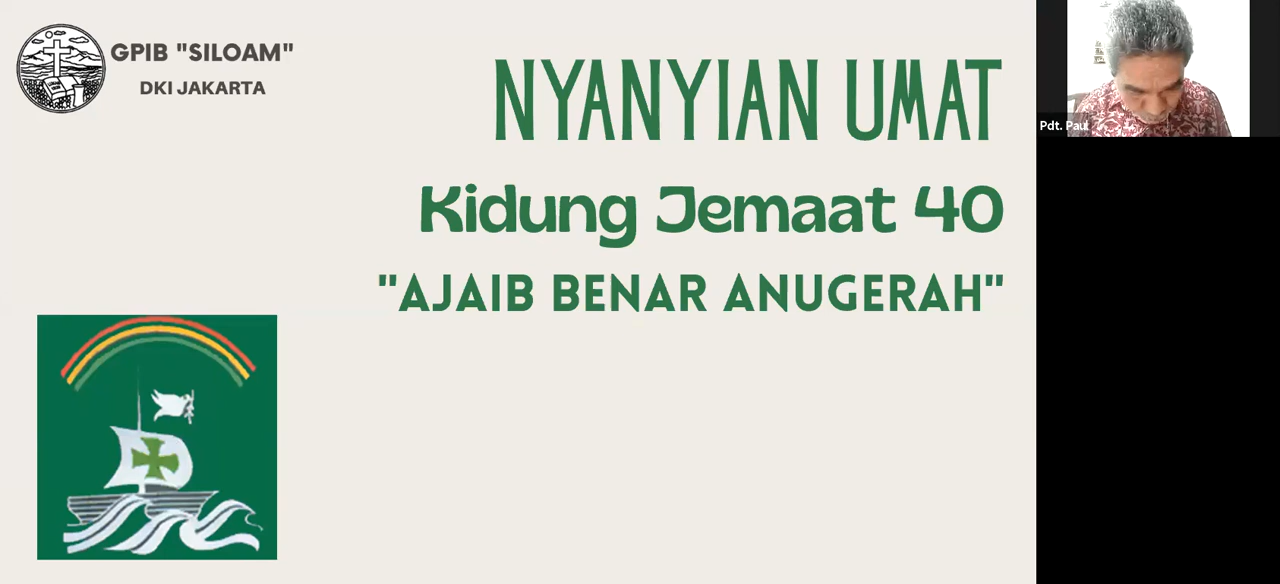 GPIB "SILOAM"
DKI JAKARTA
NYANYIAN UMAT
Kidung Jemaat 40
"AJAIB BENAR ANUGERAH"
Pdt. Paul